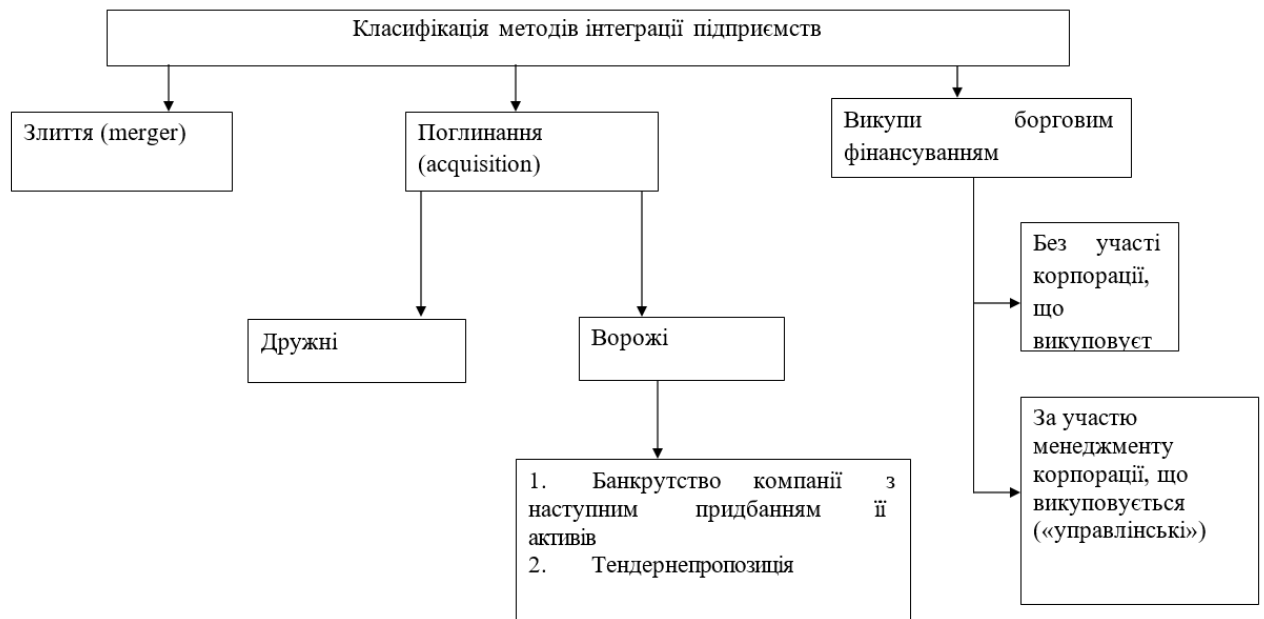 Класифікація методів інтеграції підприємств
Злиття (merger)
Поглинання
(acquisition)
Викупи борговим
фінансуванням
Без участі
корпорації,
що
викуповуєт
Дружні
Ворожі
За участю
менеджменту
корпорації, що
викуповується
(«управлінські»)
1. Банкрутство компанії з
наступним придбанням її
активів
2. Тендернепропозиція